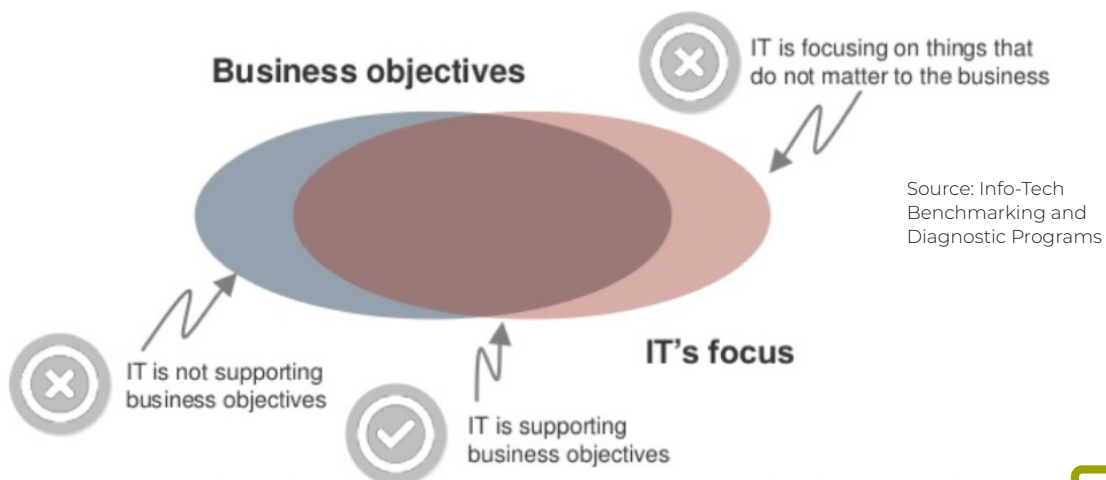 Business objectives
IT is focusing on things that
do not matter to the business
Source: Info-Tech
Benchmarking and
Diagnostic Programs
IT's focus
IT is not supporting
business objectives
IT is supporting
business objectives